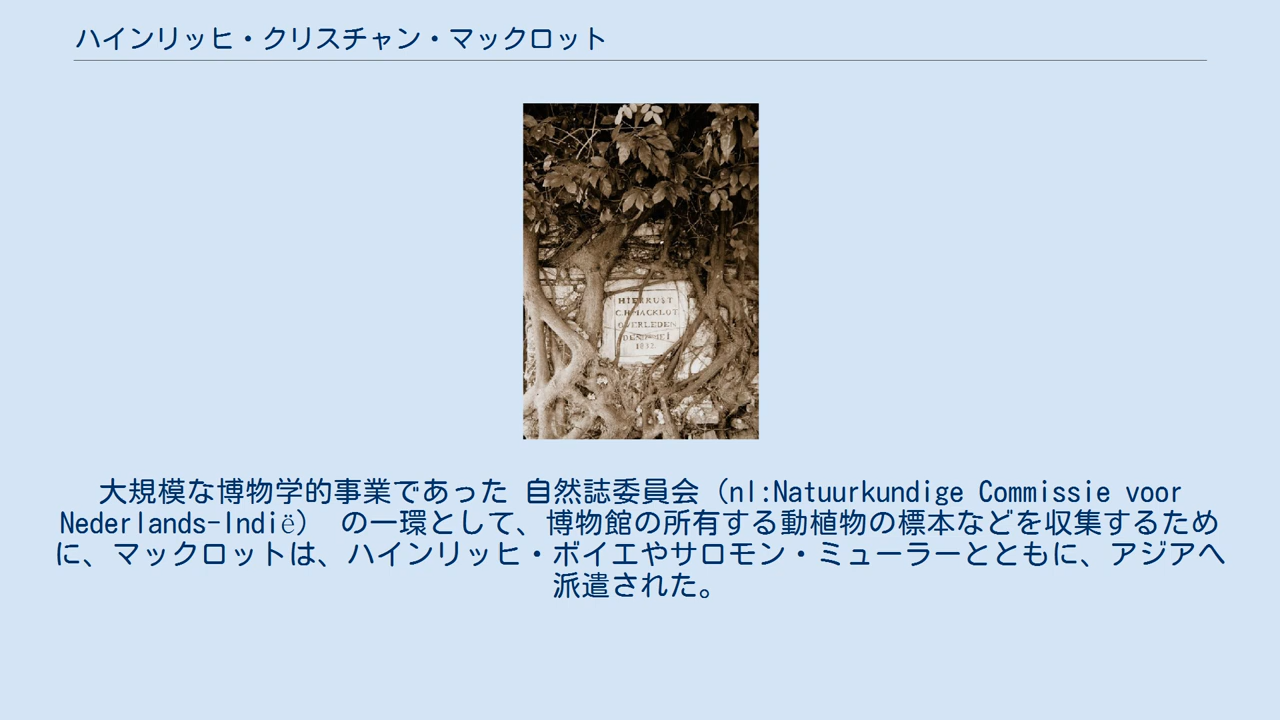 ハインリッヒ・クリスチャン・マックロット
HIER RUST
C.H.MACKLOT
OVERLEDEN
MEI
1832.
大規模な博物学的事業であった 自然誌委員会（nl:Natuurkundige Commissie voor
Nederlands-Indië） の一環として、博物館の所有する動植物の標本などを収集するため
に、マックロットは、ハインリッヒ・ボイエやサロモン・ミューラーとともに、アジアへ
派遣された。